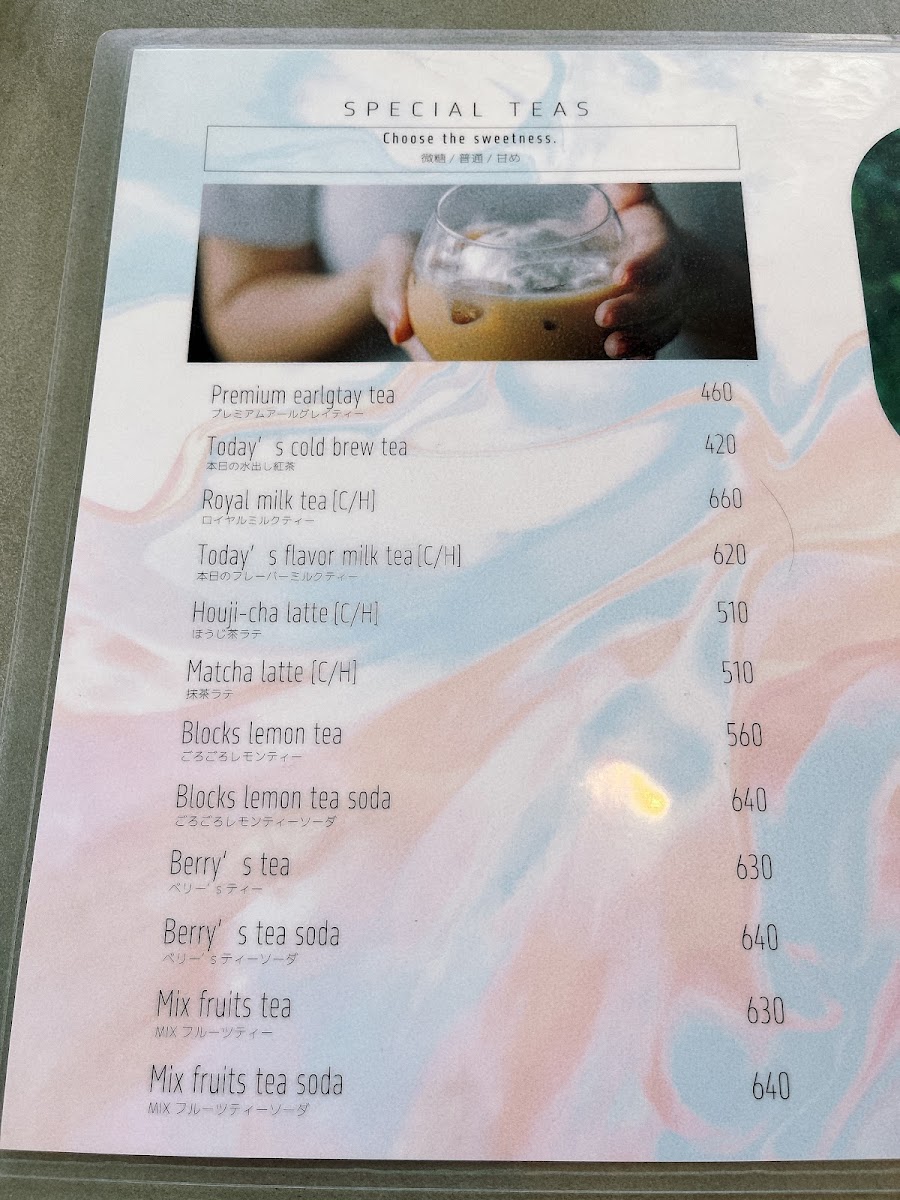 SPECIAL TEAS
Choose the sweetness.
微糖 / 普通 / 甘め
Premium earlgtay tea 460
プレミアムアールグレイティー
Today's cold brew tea 420
本日の水出し紅茶
Royal milk tea [C/H] 660
ロイヤルミルクティー
Today's flavor milk tea [C/H] 620
本日のフレーバーミルクティー
Houji-cha latte [C/H] 510
ほうじ茶ラテ
Matcha latte [C/H] 510
抹茶ラテ
Blocks lemon tea 560
ごろごろレモンティー
Blocks lemon tea soda 640
ごろごろレモンティーソーダ
Berry's tea 630
ベリー'sティー
Berry's tea soda 640
ベリー'sティーソーダ
Mix fruits tea 630
MIX フルーツティー
Mix fruits tea soda 640
MIX フルーツティーソーダ